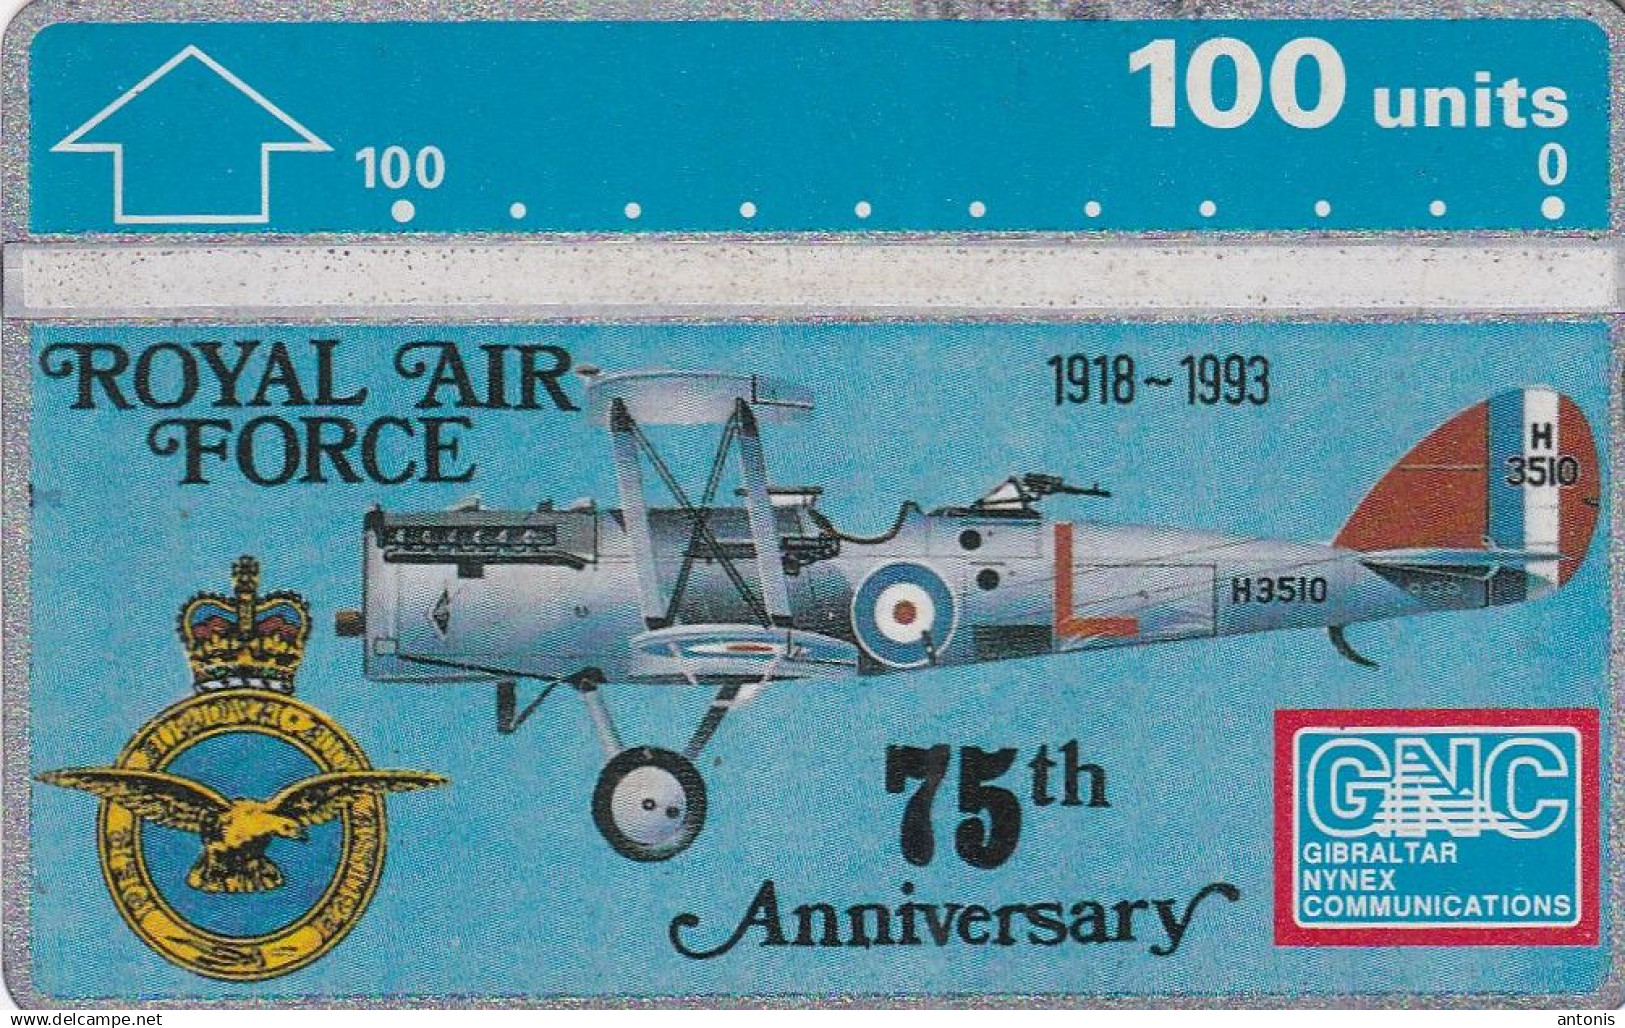 100 units
100
0
ROYAL AIR
FORCE
1918~1993
H
3510
L
H3510
75th
Anniversary
GNC
GIBRALTAR
NYNEX
COMMUNICATIONS
www.delcampe.net
antonis